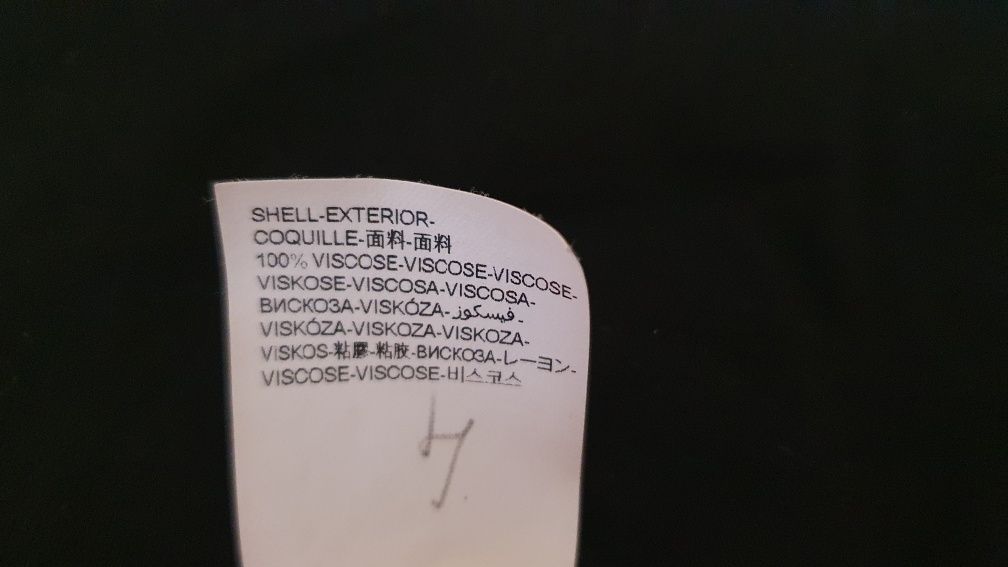 SHELL-EXTERIOR-
COQUILLE-面料-面料
100% VISCOSE-VISCOSE-VISCOSE-
VISKOSE-VISCOSA-VISCOSA-
ВИСКОЗА-VISKÓZA-فيسكوز-
VISKÓZA-VISKOZA-VISKOZA-
VISKOS-粘膠-粘胶-ВИСКОЗА-レーヨン-
VISCOSE-VISCOSE-비스코스